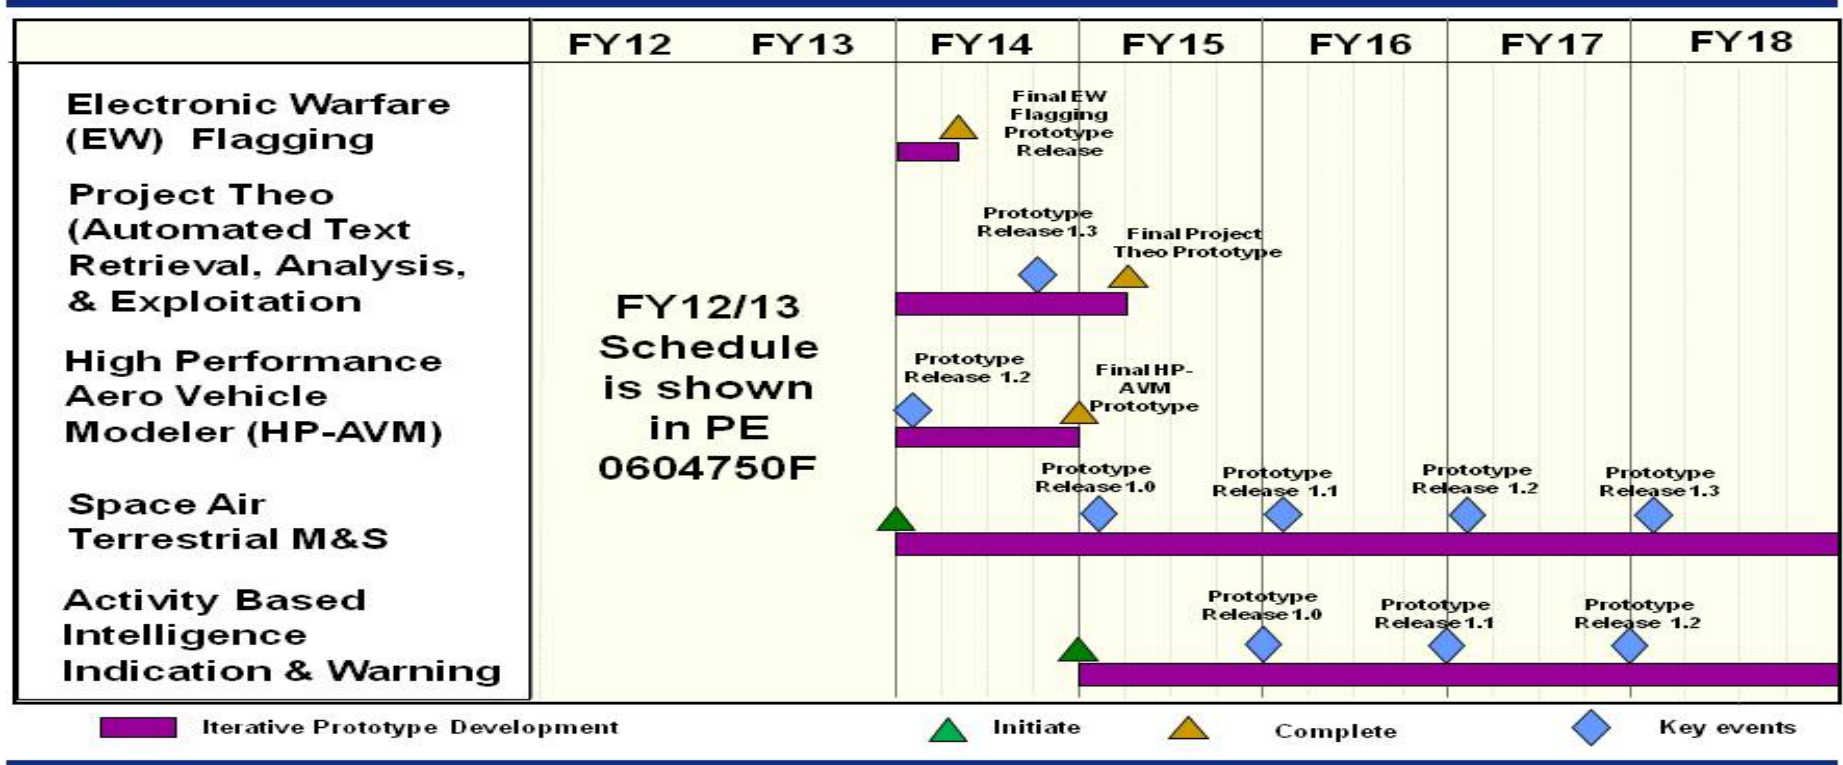 FY12 FY13 FY14 FY15 FY16 FY17 FY18
Electronic Warfare
(EW) Flagging
Final EW
Flagging
Prototype
Release
Project Theo
(Automated Text
Retrieval, Analysis,
& Exploitation
Prototype
Release 1.3
Final Project
Theo Prototype
FY12/13
Schedule
is shown
in PE
0604750F
High Performance
Aero Vehicle
Modeler (HP-AVM)
Prototype
Release 1.2
Final HP-
AVM
Prototype
Space Air
Terrestrial M&S
Prototype
Release 1.0
Prototype
Release 1.1
Prototype
Release 1.2
Prototype
Release 1.3
Activity Based
Intelligence
Indication & Warning
Prototype
Release 1.0
Prototype
Release 1.1
Prototype
Release 1.2
Iterative Prototype Development
Initiate
Complete
Key events